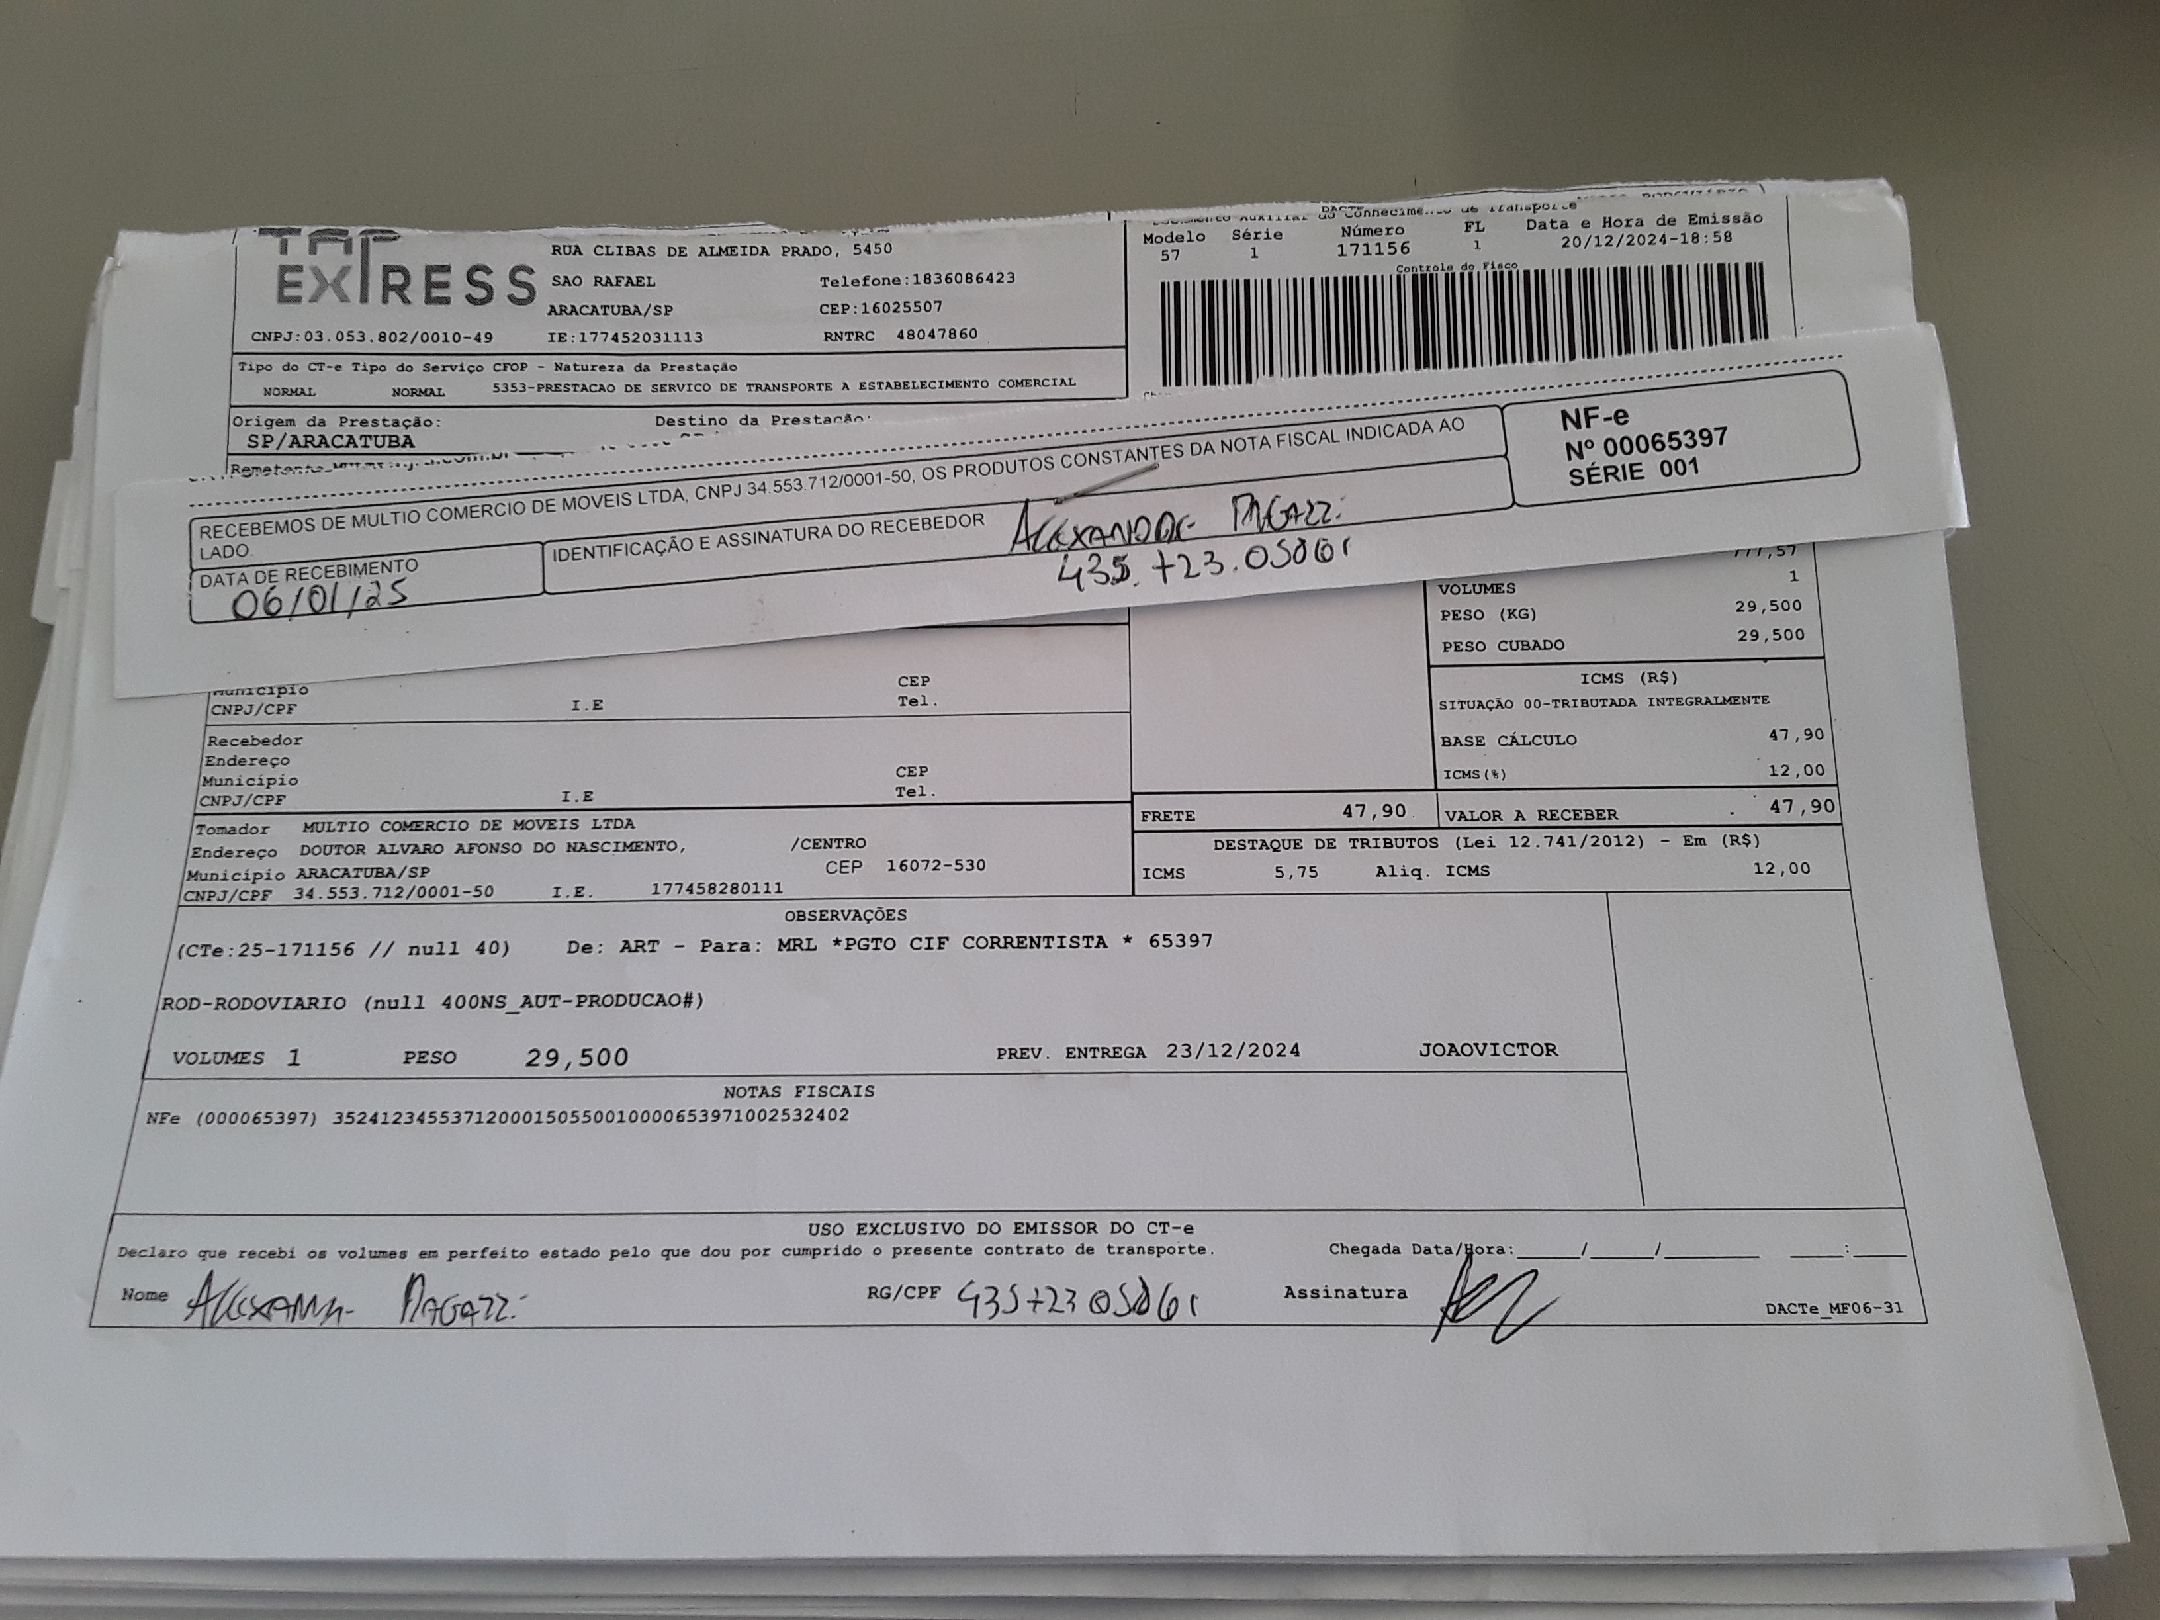 TAP
EXPRESS
RUA CLIBAS DE ALMEIDA PRADO, 5450
SAO RAFAEL Telefone:1836086423
ARACATUBA/SP CEP:16025507
CNPJ:03.053.802/0010-49 IE:177452031113 RNTRC 48047860
Modelo Série Número FL Data e Hora de Emissão
57 1 171156 1 20/12/2024-18:58
Controle do Fisco
Tipo do CT-e Tipo do Serviço CFOP - Natureza da Prestação
NORMAL NORMAL 5353-PRESTACAO DE SERVICO DE TRANSPORTE A ESTABELECIMENTO COMERCIAL
Origem da Prestação: Destino da Prestação:
SP/ARACATUBA
RECEBEMOS DE MULTIO COMERCIO DE MOVEIS LTDA, CNPJ 34.553.712/0001-50, OS PRODUTOS CONSTANTES DA NOTA FISCAL INDICADA AO
LADO.
DATA DE RECEBIMENTO
06/01/25
IDENTIFICAÇÃO E ASSINATURA DO RECEBEDOR
NF-e
Nº 00065397
SÉRIE 001
777,57
VOLUMES 1
PESO (KG) 29,500
PESO CUBADO 29,500
ICMS (R$)
SITUAÇÃO 00-TRIBUTADA INTEGRALMENTE
BASE CÁLCULO 47,90
ICMS(%) 12,00
Município CEP
CNPJ/CPF I.E Tel.
Recebedor
Endereço
Município CEP
CNPJ/CPF I.E Tel.
FRETE 47,90 VALOR A RECEBER 47,90
Tomador MULTIO COMERCIO DE MOVEIS LTDA
Endereço DOUTOR ALVARO AFONSO DO NASCIMENTO, /CENTRO
Município ARACATUBA/SP CEP 16072-530
CNPJ/CPF 34.553.712/0001-50 I.E. 177458280111
DESTAQUE DE TRIBUTOS (Lei 12.741/2012) - Em (R$)
ICMS 5,75 Aliq. ICMS 12,00
OBSERVAÇÕES
(CTe:25-171156 // null 40) De: ART - Para: MRL *PGTO CIF CORRENTISTA * 65397
ROD-RODOVIARIO (null 400NS_AUT-PRODUCAO#)
VOLUMES 1 PESO 29,500 PREV. ENTREGA 23/12/2024 JOAOVICTOR
NOTAS FISCAIS
NFe (000065397) 35241234553712000150550010000653971002532402
USO EXCLUSIVO DO EMISSOR DO CT-e
Declaro que recebi os volumes em perfeito estado pelo que dou por cumprido o presente contrato de transporte. Chegada Data/Hora:_____/_____/_______ ____:____
Nome RG/CPF Assinatura
DACTe_MF06-31